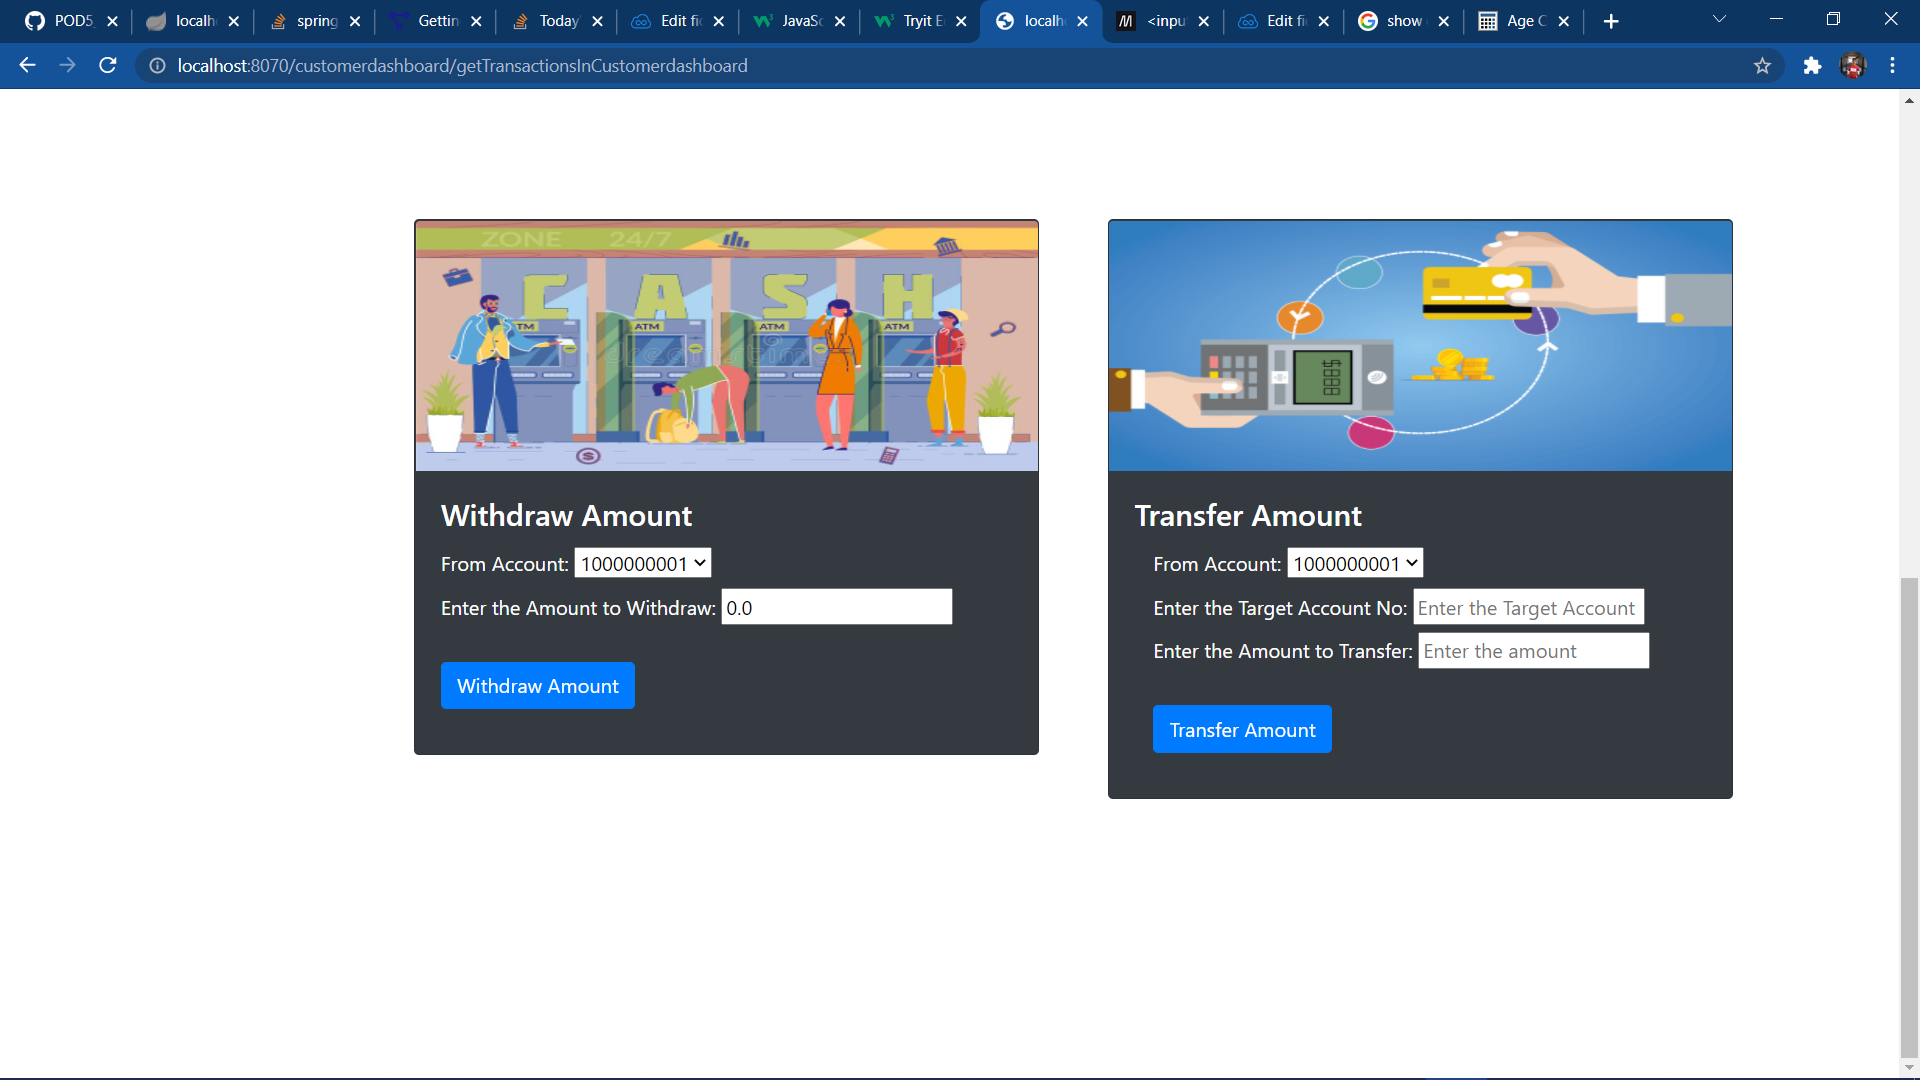 POD5
localh
spring
Gettin
Today'
Edit fi
JavaSc
Tryit E
localh
<inpu
Edit fi
show
Age C
localhost:8070/customerdashboard/getTransactionsInCustomerdashboard
ZONE 24/7
CASH
ATM ATM ATM ATM
dreamstime
Withdraw Amount
From Account: 1000000001
Enter the Amount to Withdraw: 0.0
Withdraw Amount
Transfer Amount
From Account: 1000000001
Enter the Target Account No: Enter the Target Account
Enter the Amount to Transfer: Enter the amount
Transfer Amount